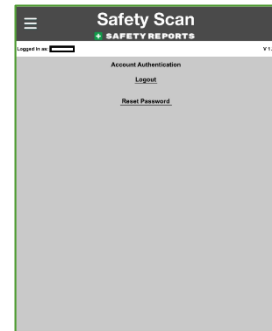 Safety Scan
SAFETY REPORTS
Logged in as:
V 1.
Account Authentication
Logout
Reset Password